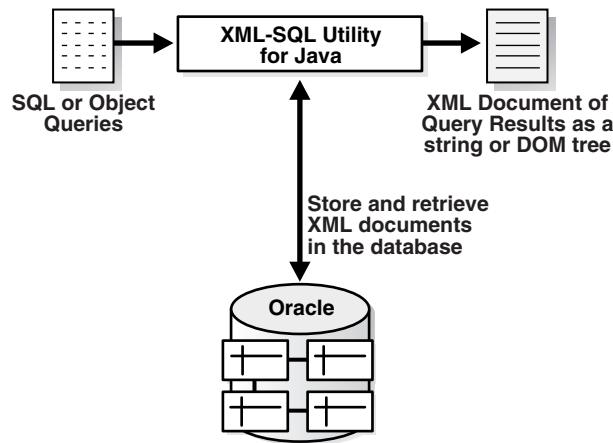 XML-SQL Utility
for Java
SQL or Object
Queries
XML Document of
Query Results as a
string or DOM tree
Store and retrieve
XML documents
in the database
Oracle